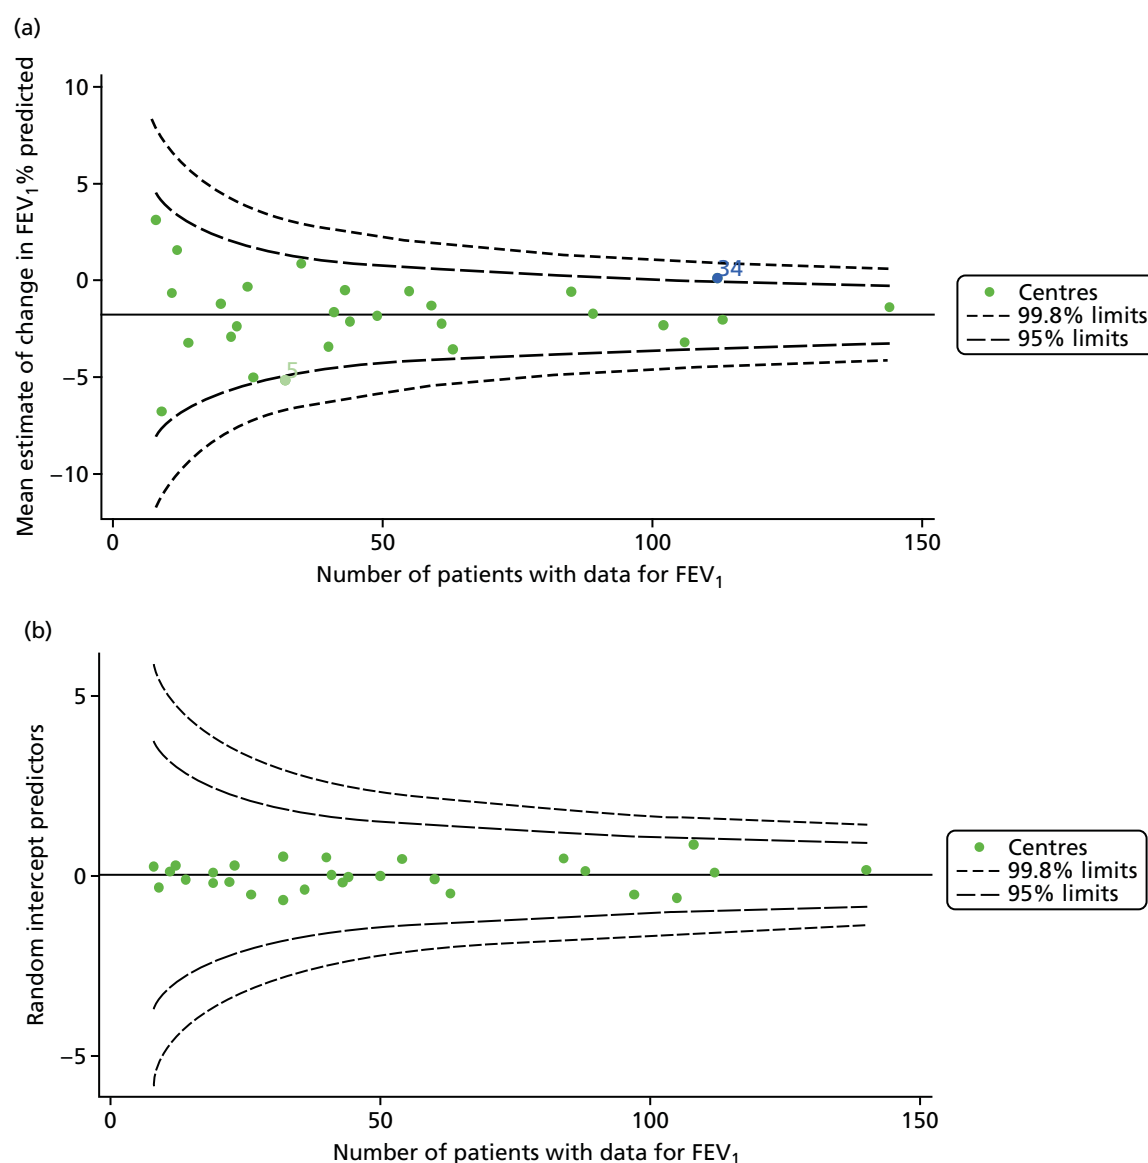 (a)
Mean estimate of change in FEV₁% predicted
10
5
0
−5
−10
34
5
0
50
100
150
Number of patients with data for FEV₁
Centres
99.8% limits
95% limits
(b)
Random intercept predictors
5
0
−5
0
50
100
150
Number of patients with data for FEV₁
Centres
99.8% limits
95% limits